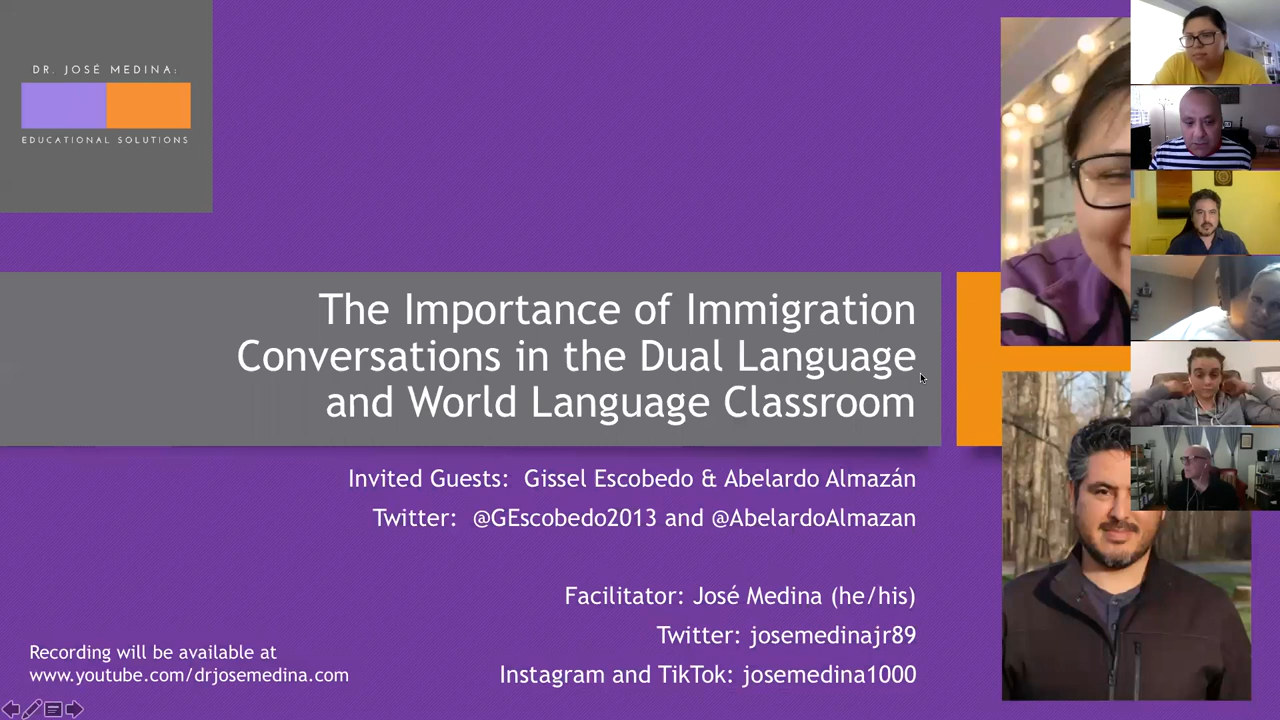 DR. JOSÉ MEDINA:
EDUCATIONAL SOLUTIONS
The Importance of Immigration
Conversations in the Dual Language
and World Language Classroom
Invited Guests: Gissel Escobedo & Abelardo Almazán
Twitter: @GEscobedo2013 and @AbelardoAlmazan
Facilitator: José Medina (he/his)
Twitter: josemedinajr89
Instagram and TikTok: josemedina1000
Recording will be available at
www.youtube.com/drjosemedina.com